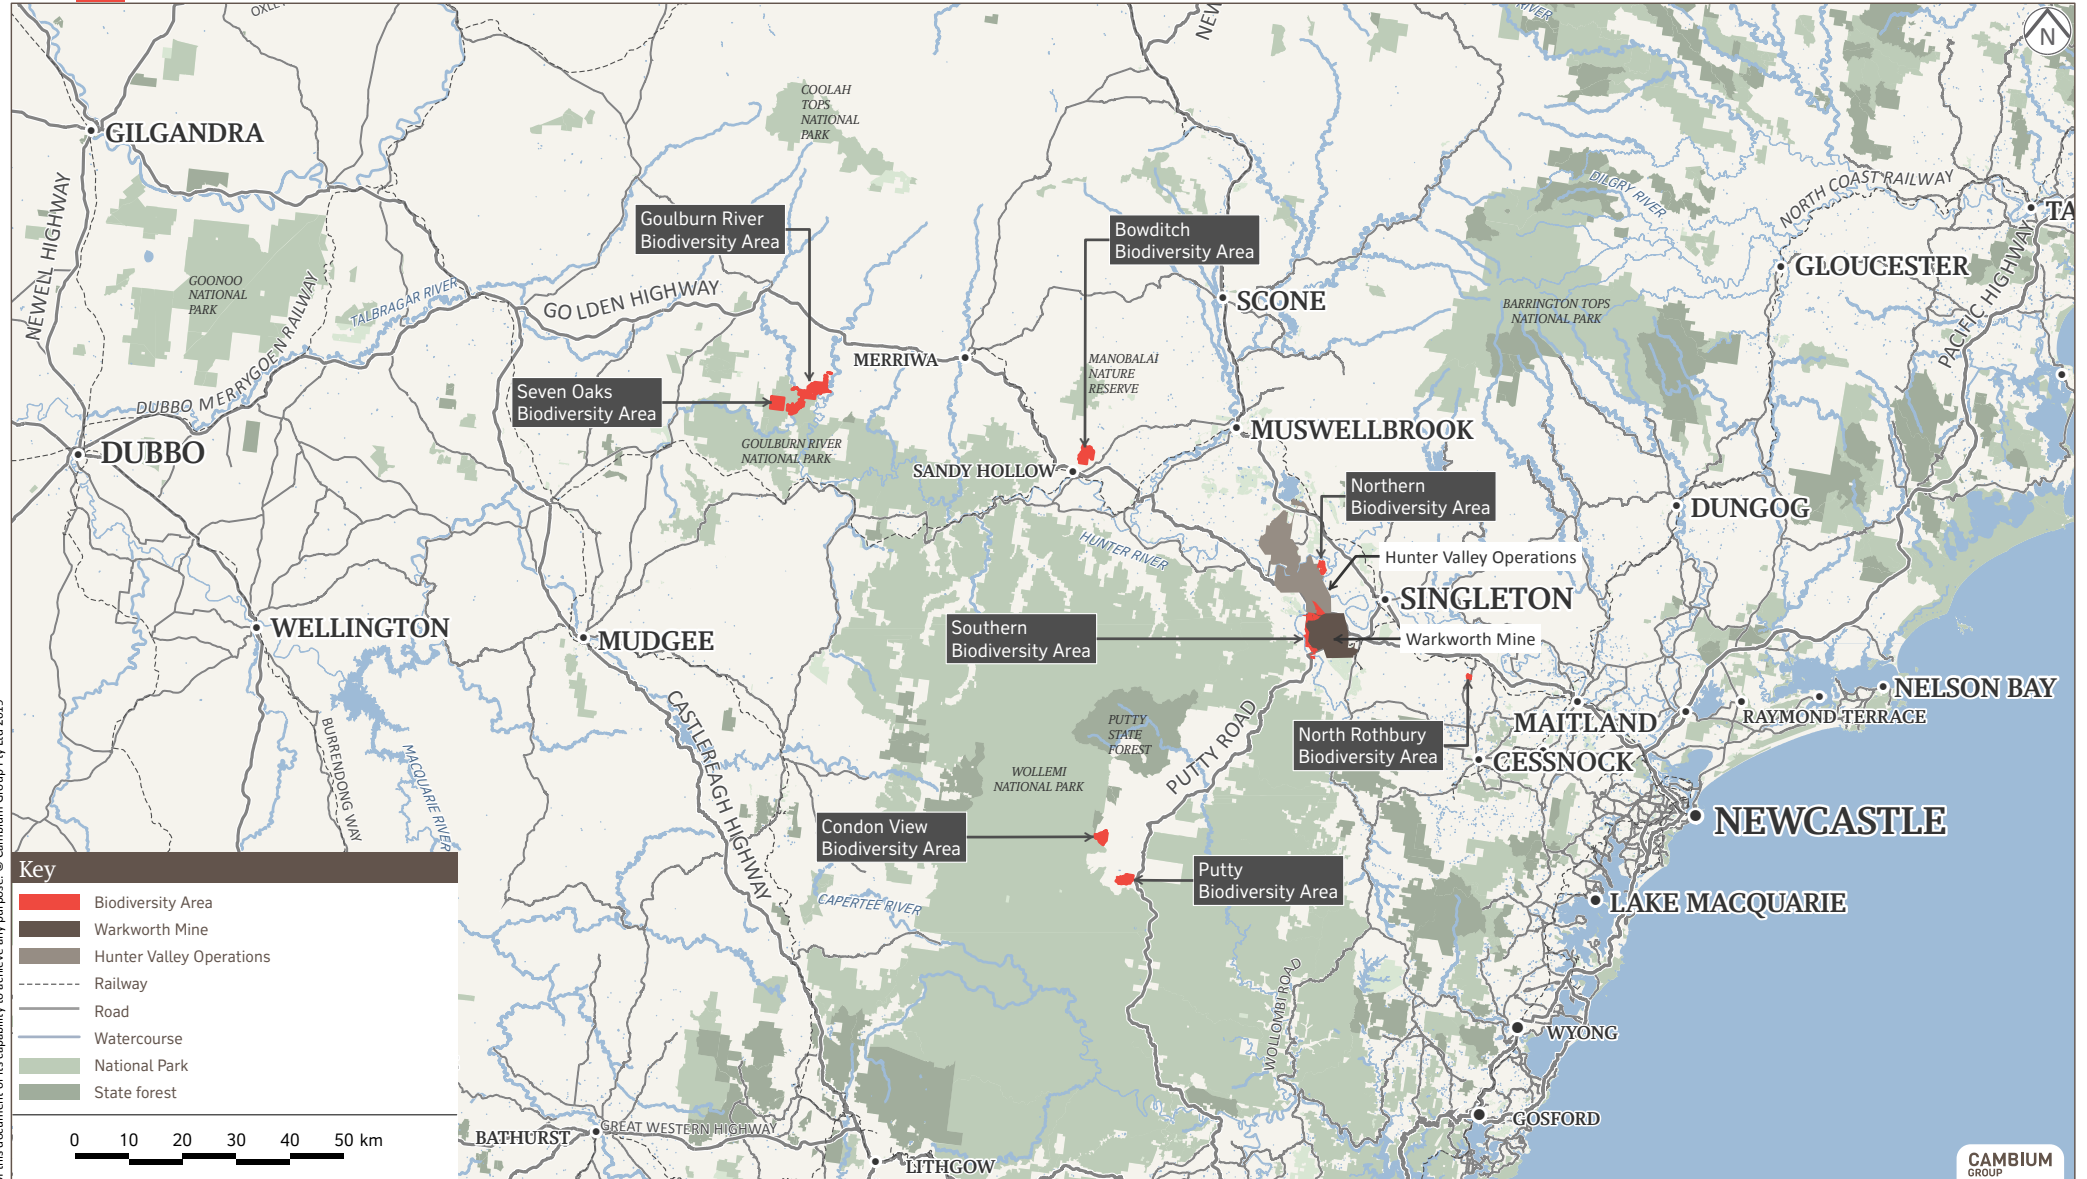 OXLEY
NEW
RIVER
N
COOLAH
TOPS
NATIONAL
PARK
GILGANDRA
NEWELL HIGHWAY
DILGRY RIVER
NORTH COAST RAILWAY
TA
Goulburn River
Biodiversity Area
Bowditch
Biodiversity Area
GLOUCESTER
PACIFIC HIGHWAY
GOONOO
NATIONAL
PARK
TALBRAGAR RIVER
GOLDEN HIGHWAY
SCONE
BARRINGTON TOPS
NATIONAL PARK
DUBBO MERRYGOEN RAILWAY
MERRIWA
MANOBALAI
NATURE
RESERVE
Seven Oaks
Biodiversity Area
DUBBO
GOULBURN RIVER
NATIONAL PARK
SANDY HOLLOW
MUSWELLBROOK
Northern
Biodiversity Area
DUNGOG
HUNTER RIVER
Hunter Valley Operations
SINGLETON
WELLINGTON
MUDGEE
Southern
Biodiversity Area
Warkworth Mine
NELSON BAY
CASTLEREAGH HIGHWAY
PUTTY
STATE
FOREST
PUTTY ROAD
MAITLAND
RAYMOND TERRACE
North Rothbury
Biodiversity Area
CESSNOCK
BURRENDONG WAY
MACQUARIE RIVER
WOLLEMI
NATIONAL PARK
NEWCASTLE
Condon View
Biodiversity Area
Putty
Biodiversity Area
CAPERTEE RIVER
LAKE MACQUARIE
WOLLOMBI ROAD
WYONG
GOSFORD
GREAT WESTERN HIGHWAY
BATHURST
LITHGOW
Key
Biodiversity Area
Warkworth Mine
Hunter Valley Operations
Railway
Road
Watercourse
National Park
State forest
0 10 20 30 40 50 km
CAMBIUM
GROUP